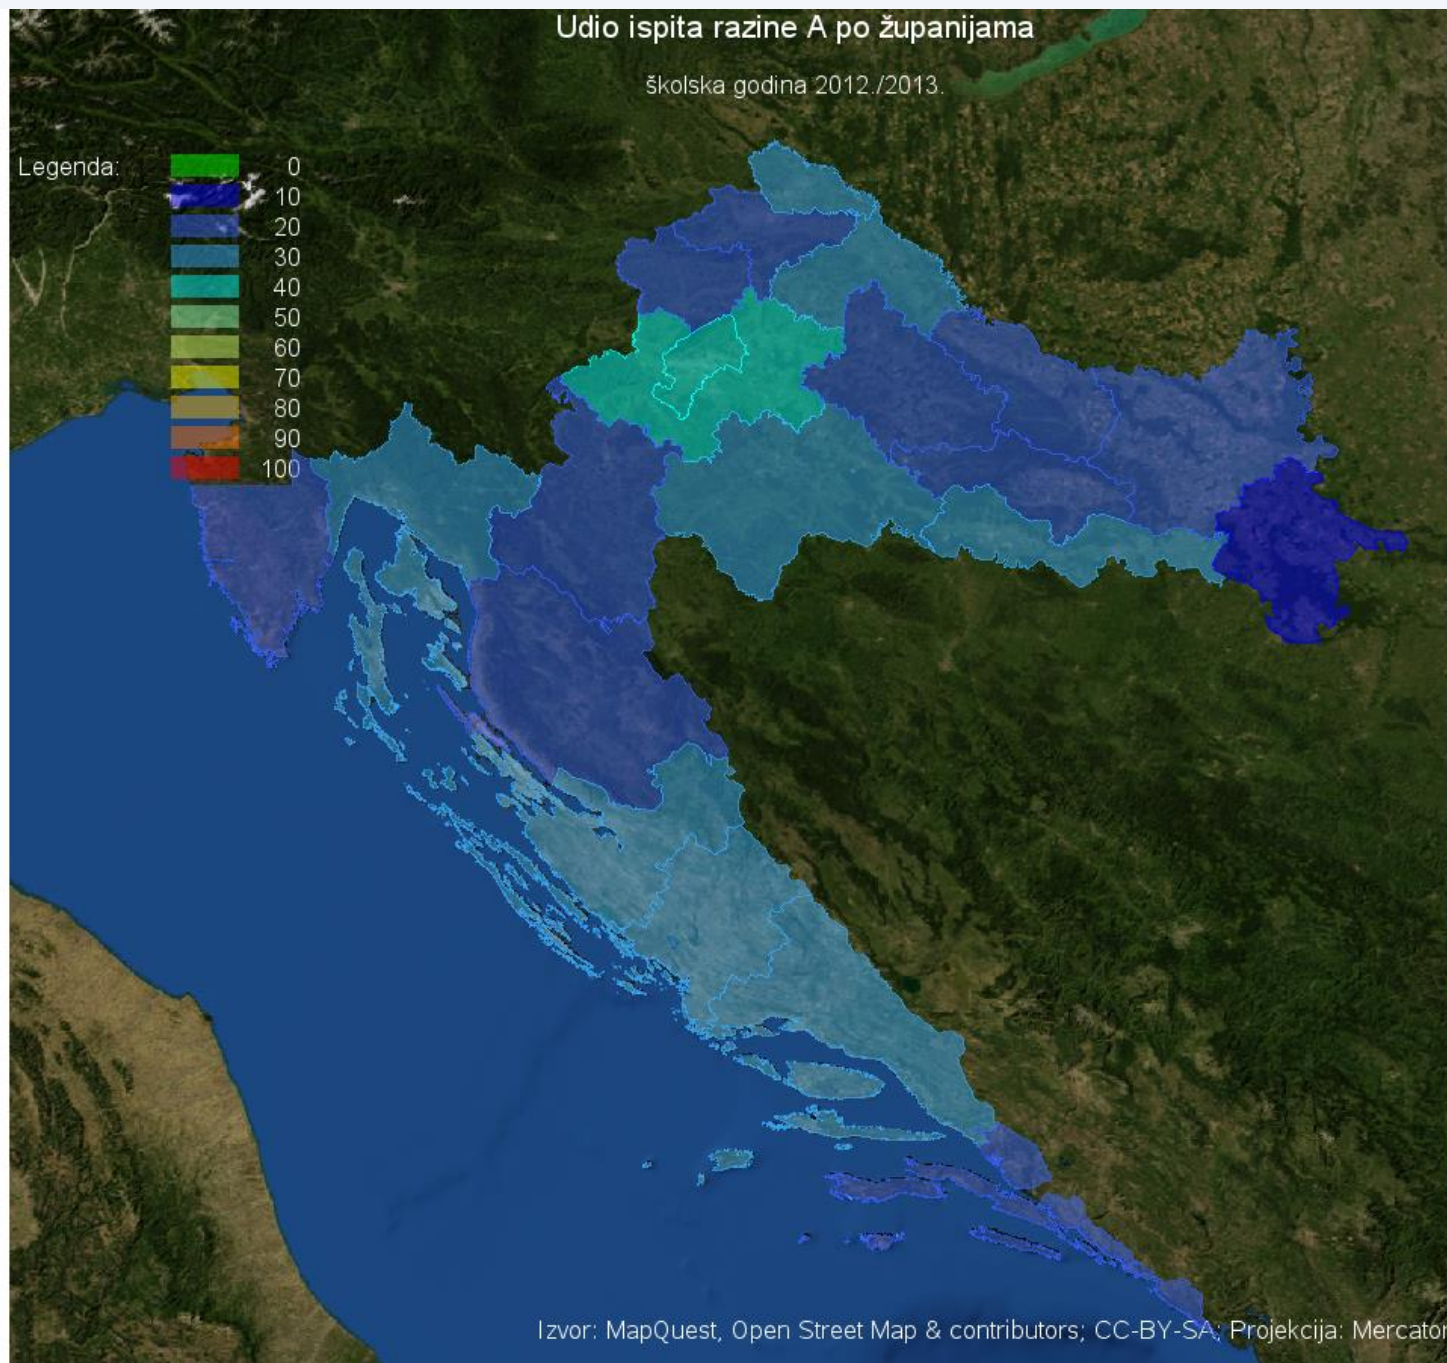 Udio ispita razine A po županijama
školska godina 2012./2013.
Legenda:
0
10
20
30
40
50
60
70
80
90
100
Izvor: MapQuest, Open Street Map & contributors; CC-BY-SA; Projekcija: Mercator